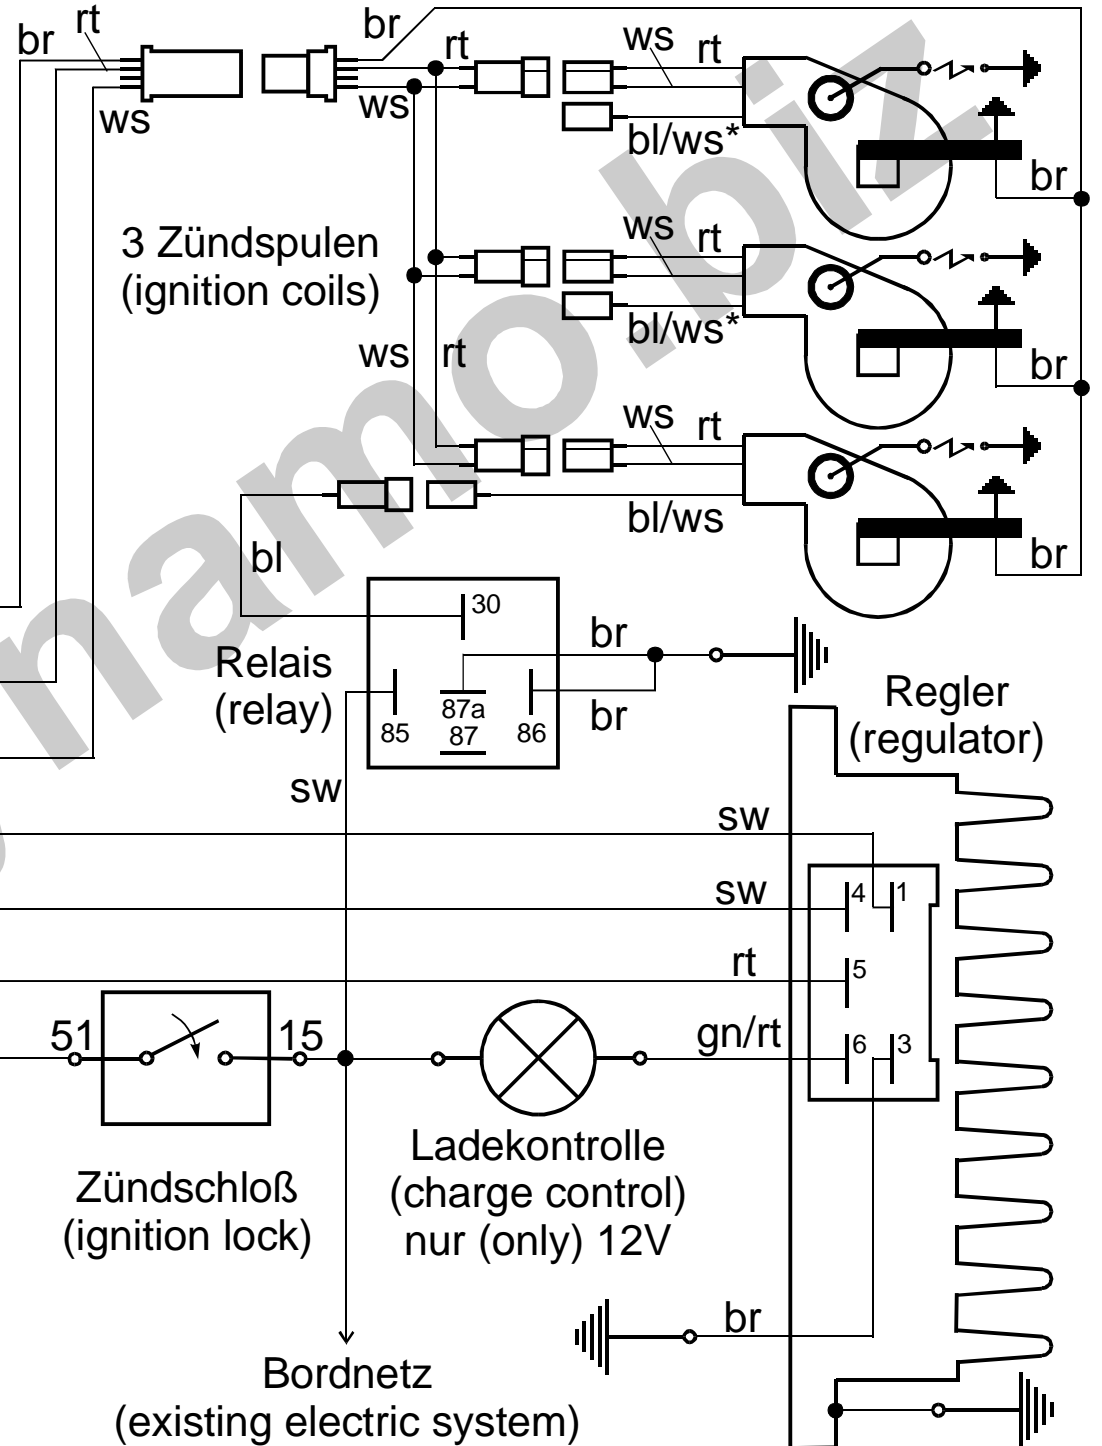 br
rt
ws
br
rt
ws
ws
rt
bl/ws*
br
3 Zündspulen
(ignition coils)
ws
rt
bl/ws*
br
ws
rt
ws
rt
bl/ws
br
bl
30
br
Relais
(relay)
85
87a
87
86
br
Regler
(regulator)
sw
sw
sw
4
1
rt
5
51
15
gn/rt
6
3
Ladekontrolle
(charge control)
nur (only) 12V
Zündschloß
(ignition lock)
br
Bordnetz
(existing electric system)
namo.biz